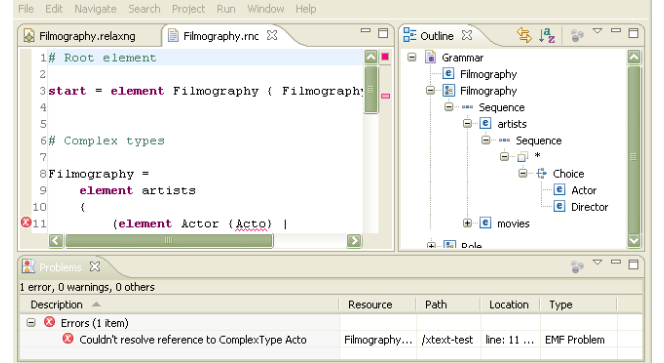 File Edit Navigate Search Project Run Window Help
Filmography.relaxng Filmography.rnc
1# Root element
2
3start = element Filmography { Filmography
4
5
6# Complex types
7
8Filmography =
9 element artists
10 {
11 (element Actor {Acto} |
Outline
Grammar
Filmography
Filmography
Sequence
artists
Sequence
*
Choice
Actor
Director
movies
Role
Problems
1 error, 0 warnings, 0 others
Description Resource Path Location Type
Errors (1 item)
Couldn't resolve reference to ComplexType Acto Filmography... /xtext-test line: 11 ... EMF Problem